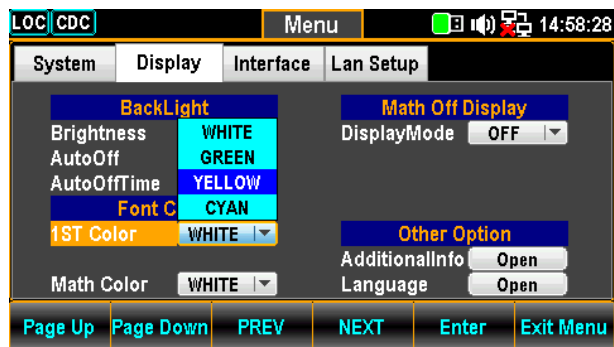 LOC CDC Menu 14:58:28
System Display Interface Lan Setup
BackLight
Brightness
AutoOff
AutoOffTime
Font C
WHITE
GREEN
YELLOW
CYAN
1ST Color WHITE
Math Color WHITE
Math Off Display
DisplayMode OFF
Other Option
AdditionalInfo Open
Language Open
Page Up Page Down PREV NEXT Enter Exit Menu